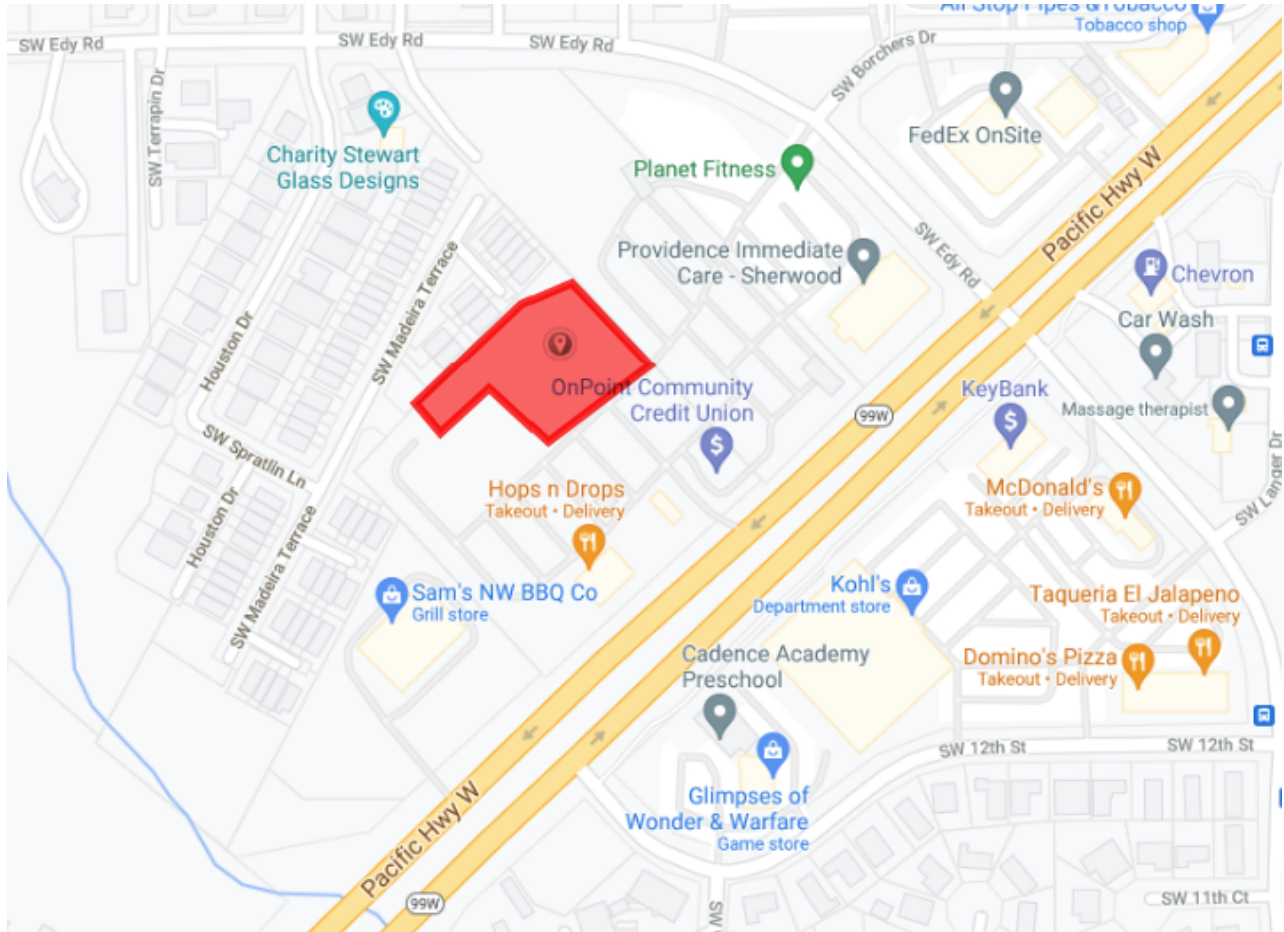 All Stop Pipes &Tobacco
Tobacco shop
SW Edy Rd
SW Edy Rd
SW Edy Rd
SW Borchers Dr
SW Terrapin Dr
FedEx OnSite
Charity Stewart
Glass Designs
Planet Fitness
Pacific Hwy W
Providence Immediate
Care - Sherwood
SW Edy Rd
Chevron
SW Madeira Terrace
Car Wash
Houston Dr
OnPoint Community
Credit Union
KeyBank
99W
Massage therapist
SW Spratlin Ln
SW Langer Dr
Hops n Drops
Takeout • Delivery
McDonald's
Takeout • Delivery
Houston Dr
SW Madeira Terrace
Sam's NW BBQ Co
Grill store
Kohl's
Department store
Taqueria El Jalapeno
Takeout • Delivery
Cadence Academy
Preschool
Domino's Pizza
Takeout • Delivery
SW 12th St
SW 12th St
Glimpses of
Wonder & Warfare
Game store
Pacific Hwy W
99W
SW 11th Ct
SW